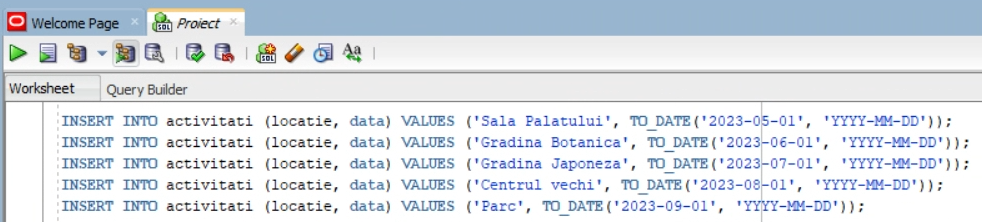 Welcome Page
Proiect
SQL
SQL
Aa
Worksheet
Query Builder
INSERT INTO activitati (locatie, data) VALUES ('Sala Palatului', TO_DATE('2023-05-01', 'YYYY-MM-DD'));
INSERT INTO activitati (locatie, data) VALUES ('Gradina Botanica', TO_DATE('2023-06-01', 'YYYY-MM-DD'));
INSERT INTO activitati (locatie, data) VALUES ('Gradina Japoneza', TO_DATE('2023-07-01', 'YYYY-MM-DD'));
INSERT INTO activitati (locatie, data) VALUES ('Centrul vechi', TO_DATE('2023-08-01', 'YYYY-MM-DD'));
INSERT INTO activitati (locatie, data) VALUES ('Parc', TO_DATE('2023-09-01', 'YYYY-MM-DD'));